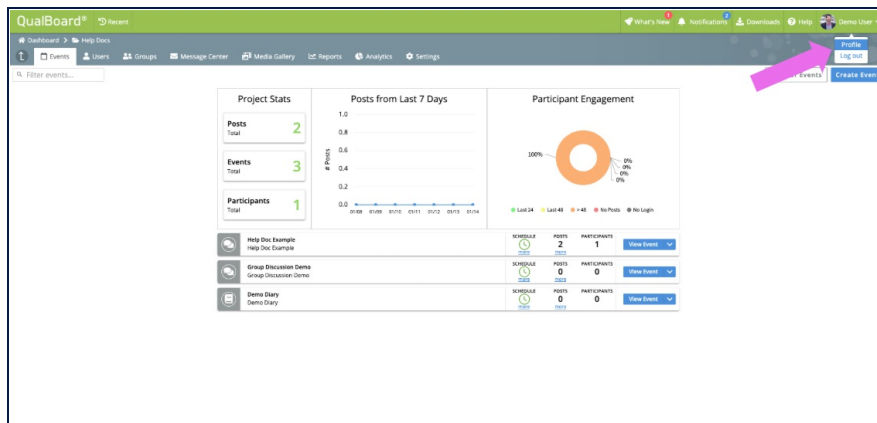 QualBoard® Recent What's New 1 Notifications 2 Downloads Help Demo User
Dashboard > Help Docs
Profile
Log out
Events Users Groups Message Center Media Gallery Reports Analytics Settings
Filter events... Events Create Even
Project Stats
Posts
Total
2
Events
Total
3
Participants
Total
1
Posts from Last 7 Days
# Posts
1.0
0.8
0.6
0.4
0.2
0.0
01/08 01/09 01/10 01/11 01/12 01/13 01/14
Participant Engagement
100%
0%
0%
0%
0%
Last 24 Last 48 > 48 No Posts No Login
Help Doc Example
Help Doc Example
SCHEDULE POSTS PARTICIPANTS
2 1 View Event
more more
Group Discussion Demo
Group Discussion Demo
SCHEDULE POSTS PARTICIPANTS
0 0 View Event
more more
Demo Diary
Demo Diary
SCHEDULE POSTS PARTICIPANTS
0 0 View Event
more more